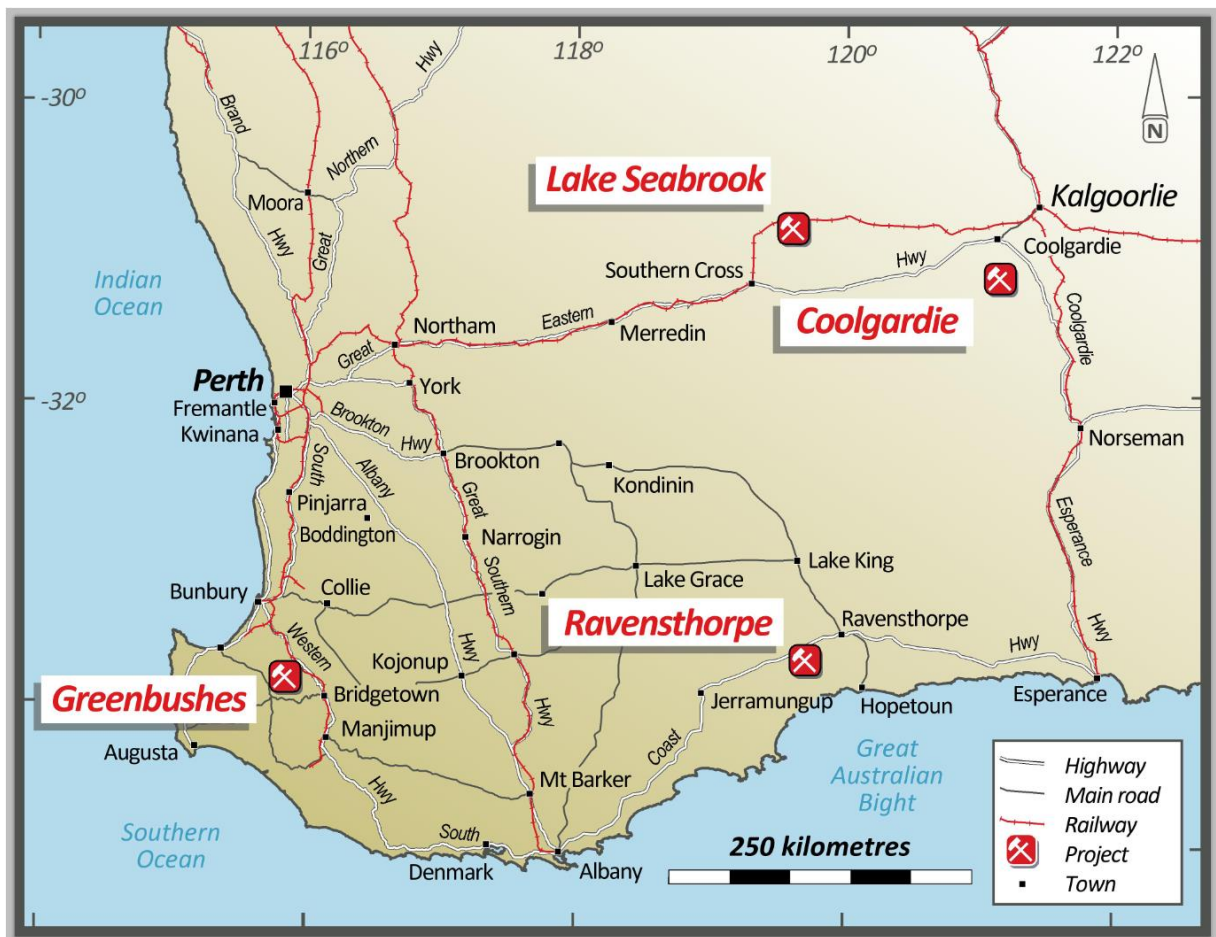 116°
118°
120°
122°
-30°
Hwy
Brand
Northern
Lake Seabrook
Moora
Kalgoorlie
Great
Hwy
Coolgardie
Indian
Ocean
Southern Cross
Hwy
Coolgardie
Coolgardie
Northam
Eastern
Merredin
Great
Perth
York
-32°
Fremantle
Kwinana
Brookton
Hwy
Norseman
South
Albany
Brookton
Kondinin
Pinjarra
Great
Boddington
Narrogin
Esperance
Lake King
Lake Grace
Southern
Bunbury
Collie
Ravensthorpe
Ravensthorpe
Western
Hwy
Hwy
Hwy
Kojonup
Greenbushes
Bridgetown
Jerramungup
Hopetoun
Esperance
Manjimup
Hwy
Augusta
Coast
Great
Australian
Bight
Mt Barker
Hwy
Southern
Ocean
South
Denmark
Albany
250 kilometres
Highway
Main road
Railway
Project
Town
N